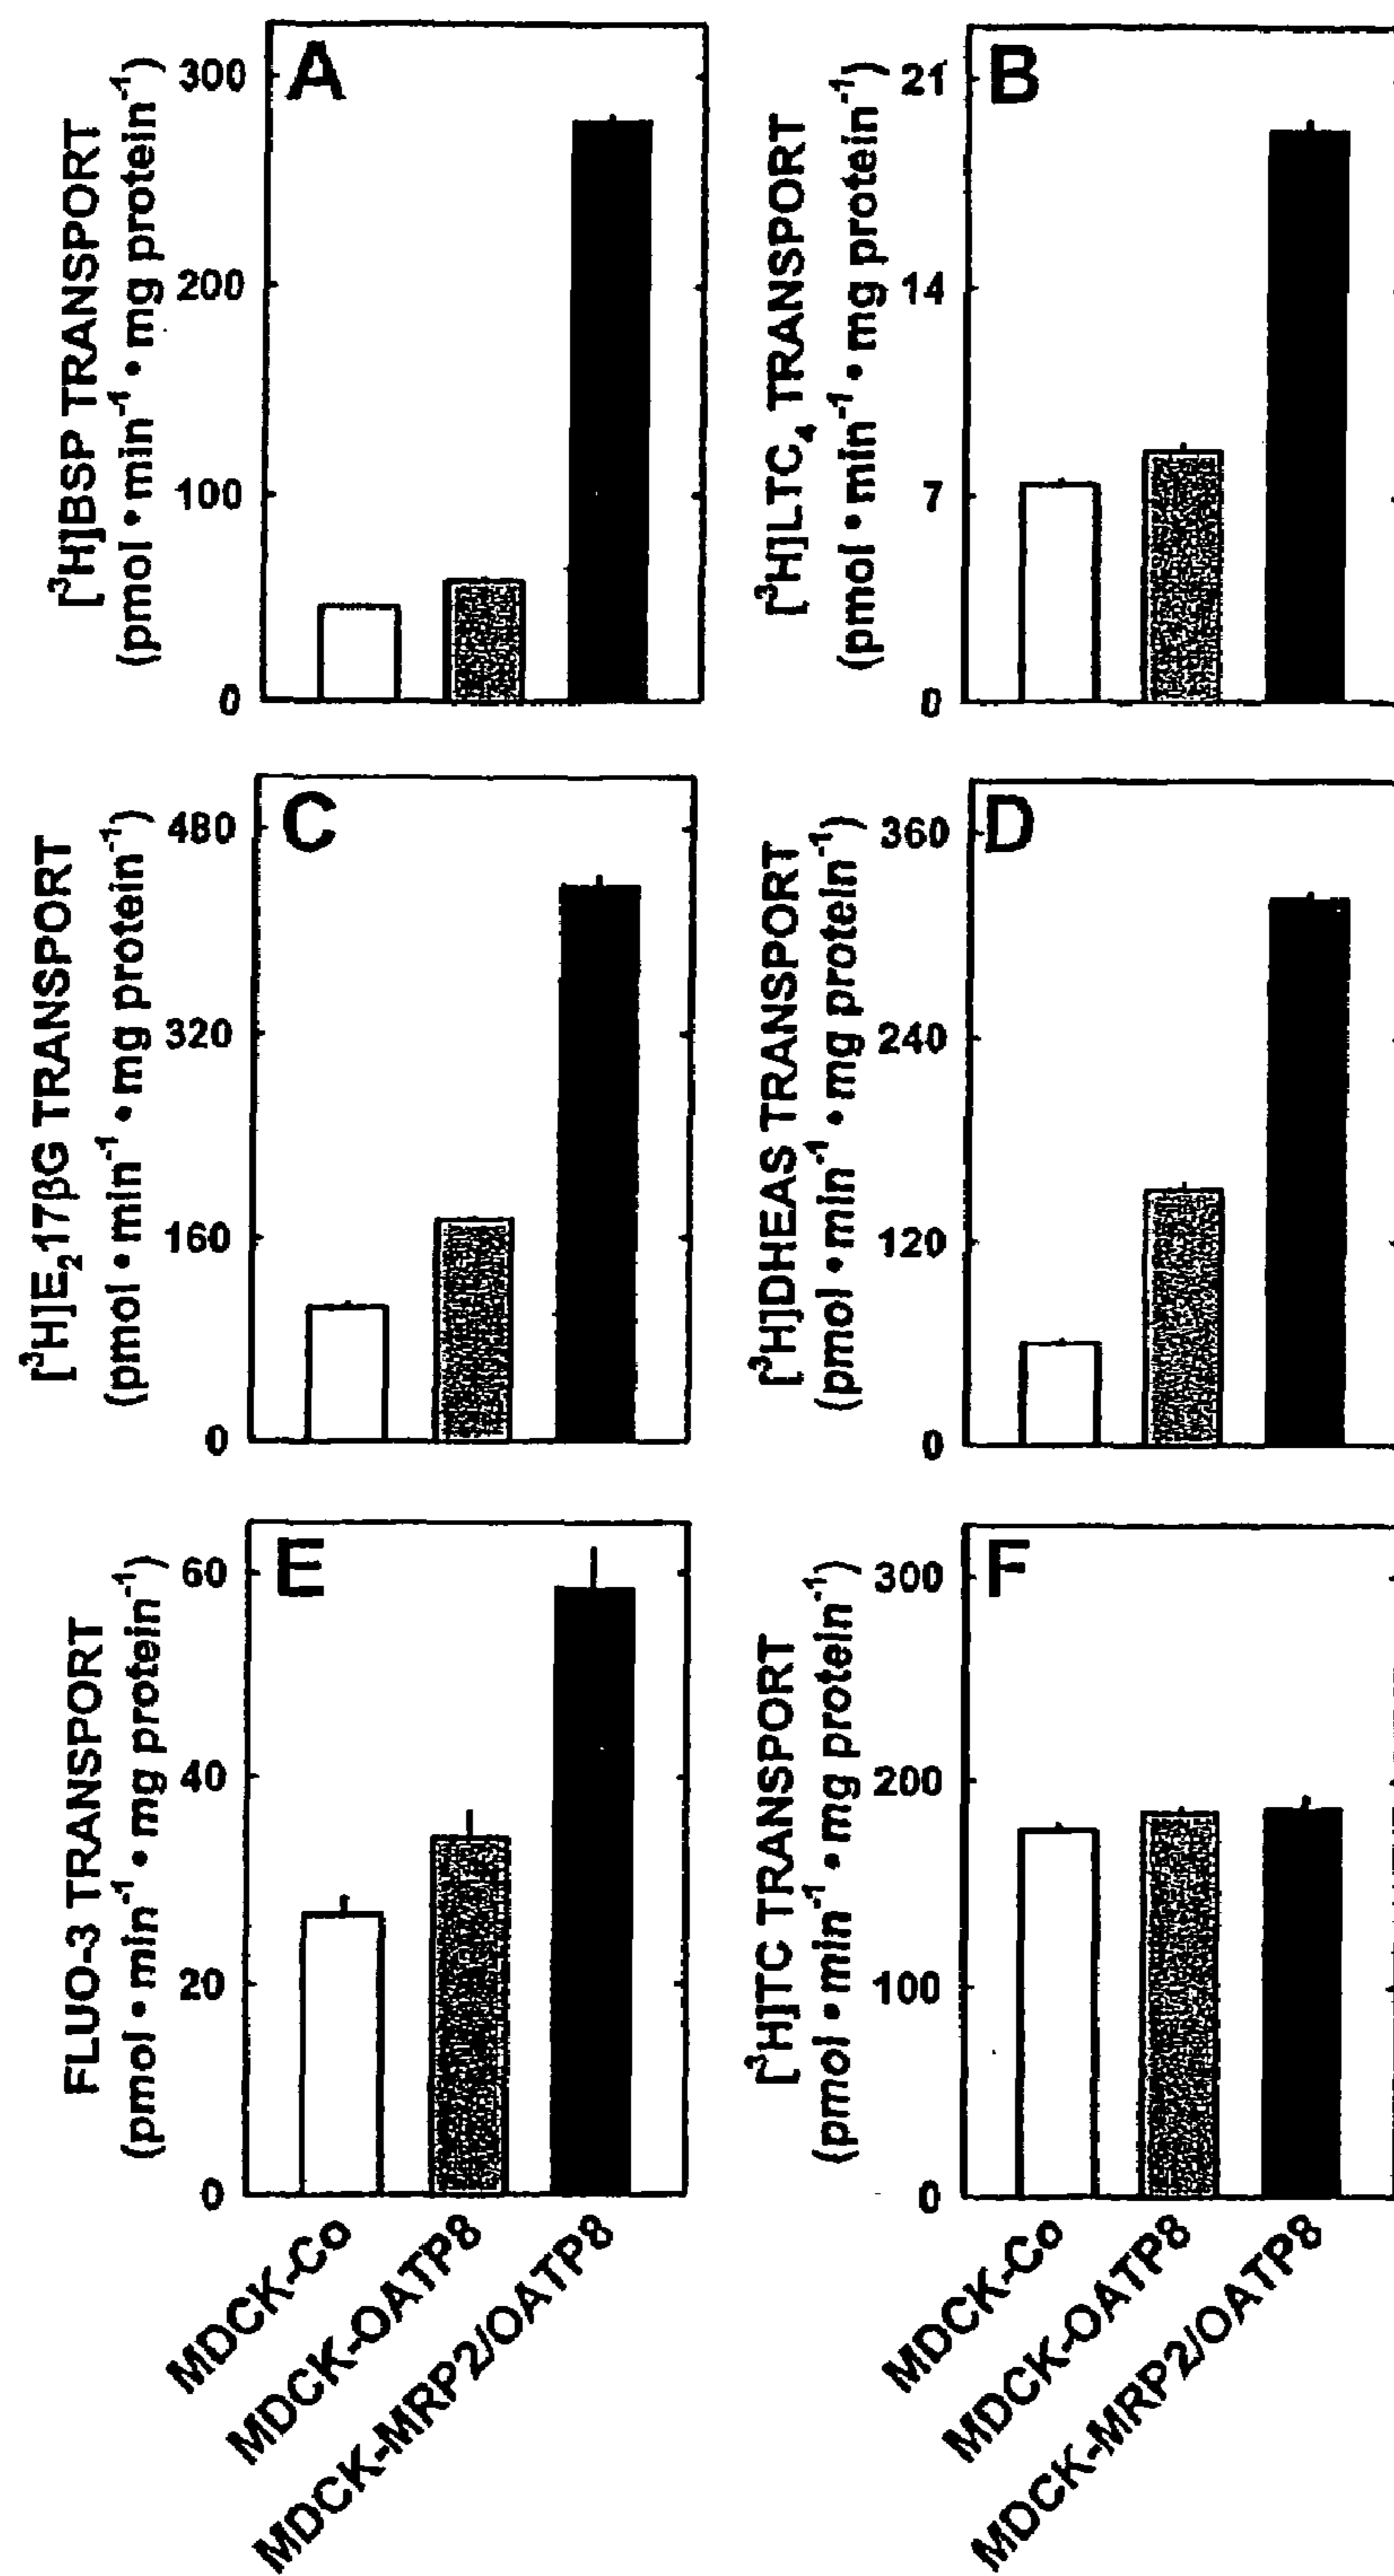 A
[³H]BSP TRANSPORT
(pmol • min⁻¹ • mg protein⁻¹)
300
200
100
0
B
[³H]LTC₄ TRANSPORT
(pmol • min⁻¹ • mg protein⁻¹)
21
14
7
0
C
[³H]E₂17βG TRANSPORT
(pmol • min⁻¹ • mg protein⁻¹)
480
320
160
0
D
[³H]DHEAS TRANSPORT
(pmol • min⁻¹ • mg protein⁻¹)
360
240
120
0
E
FLUO-3 TRANSPORT
(pmol • min⁻¹ • mg protein⁻¹)
60
40
20
0
MDCK-Co
MDCK-OATP8
MDCK-MRP2/OATP8
F
[³H]TC TRANSPORT
(pmol • min⁻¹ • mg protein⁻¹)
300
200
100
0
MDCK-Co
MDCK-OATP8
MDCK-MRP2/OATP8